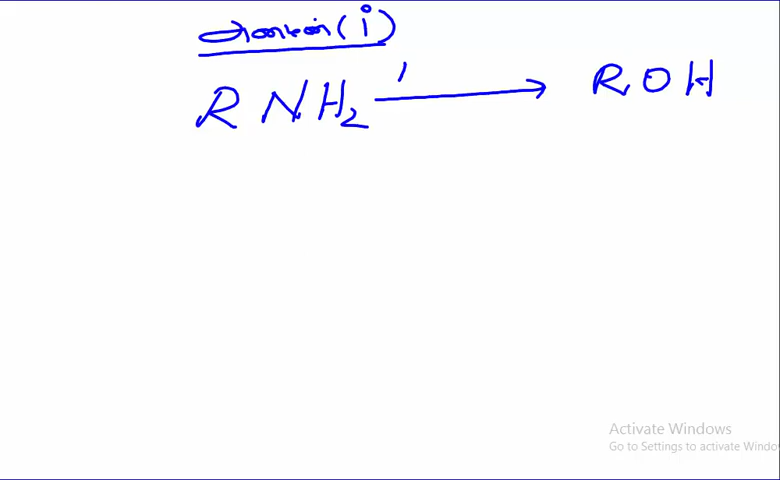 (i)
RNH₂ ⟶ ROH
Activate Windows
Go to Settings to activate Windo